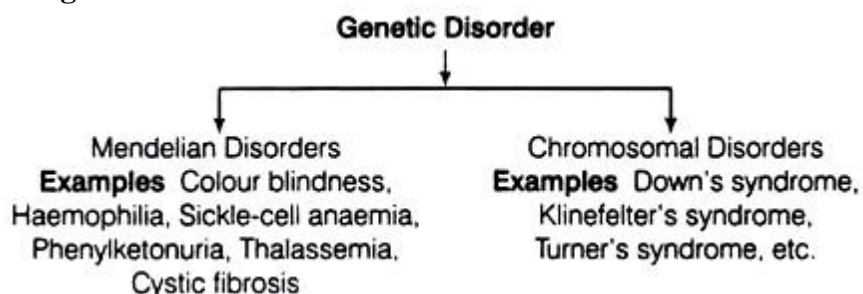 Genetic Disorder
Mendelian Disorders
Examples Colour blindness,
Haemophilia, Sickle-cell anaemia,
Phenylketonuria, Thalassemia,
Cystic fibrosis
Chromosomal Disorders
Examples Down's syndrome,
Klinefelter's syndrome,
Turner's syndrome, etc.